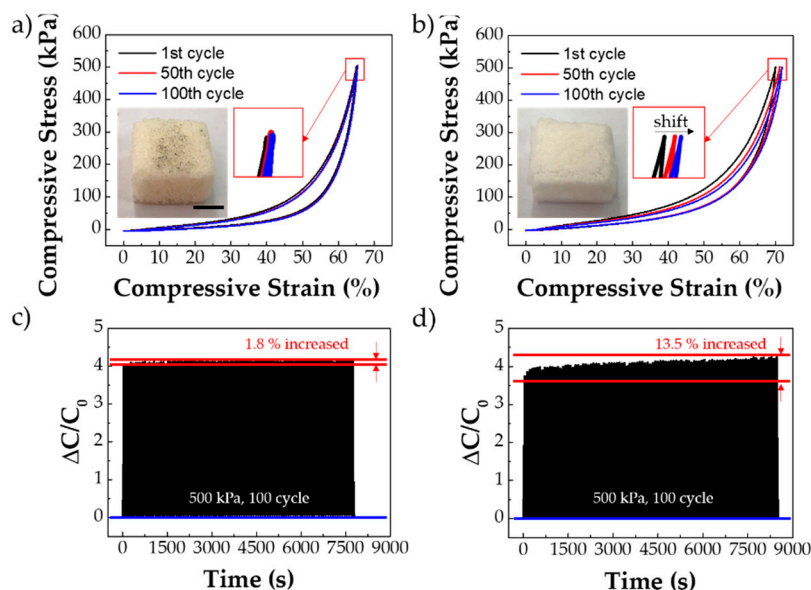 a)
Compressive Stress (kPa)
600
500
400
300
200
100
0
1st cycle
50th cycle
100th cycle
0 10 20 30 40 50 60 70
Compressive Strain (%)
b)
Compressive Stress (kPa)
600
500
400
300
200
100
0
1st cycle
50th cycle
100th cycle
shift
0 10 20 30 40 50 60 70
Compressive Strain (%)
c)
ΔC/C0
5
4
3
2
1
0
1.8 % increased
500 kPa, 100 cycle
0 1500 3000 4500 6000 7500 9000
Time (s)
d)
ΔC/C0
5
4
3
2
1
0
13.5 % increased
500 kPa, 100 cycle
0 1500 3000 4500 6000 7500 9000
Time (s)